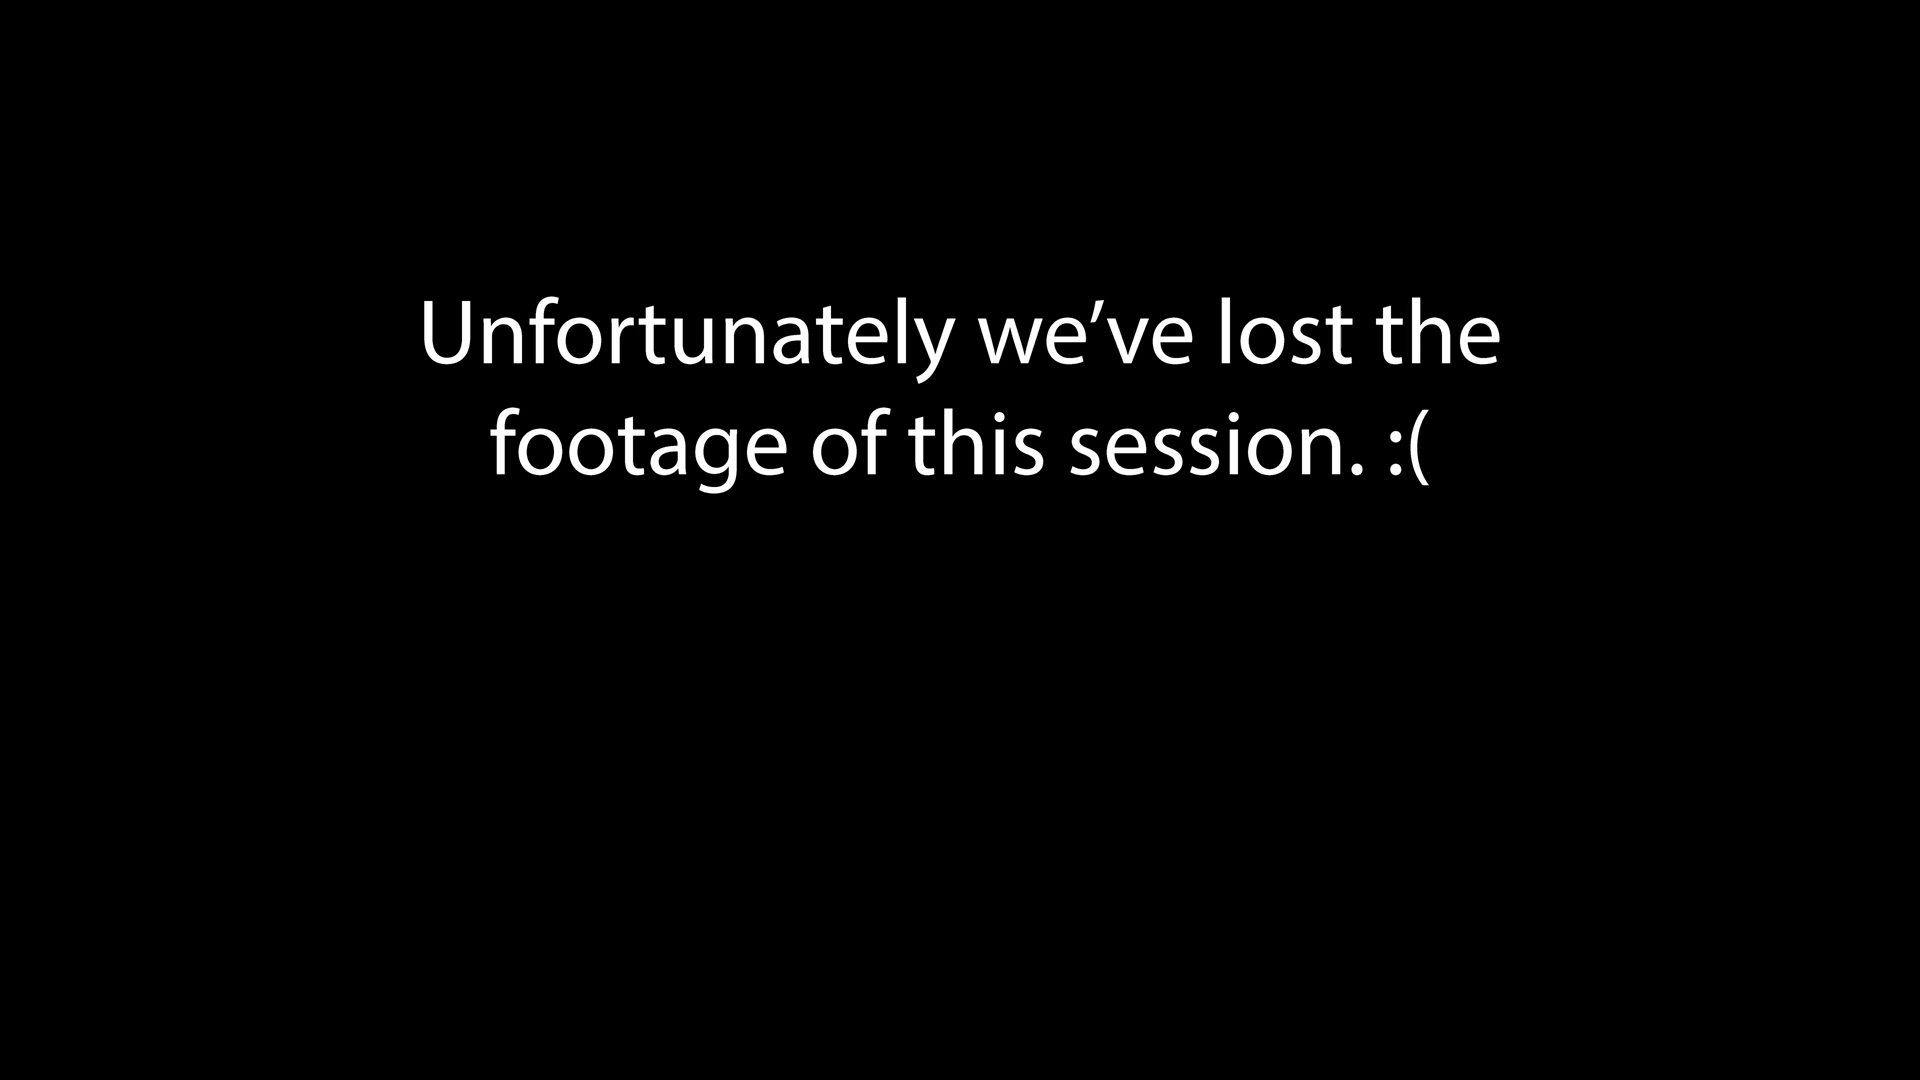 Unfortunately we’ve lost the
footage of this session. :(